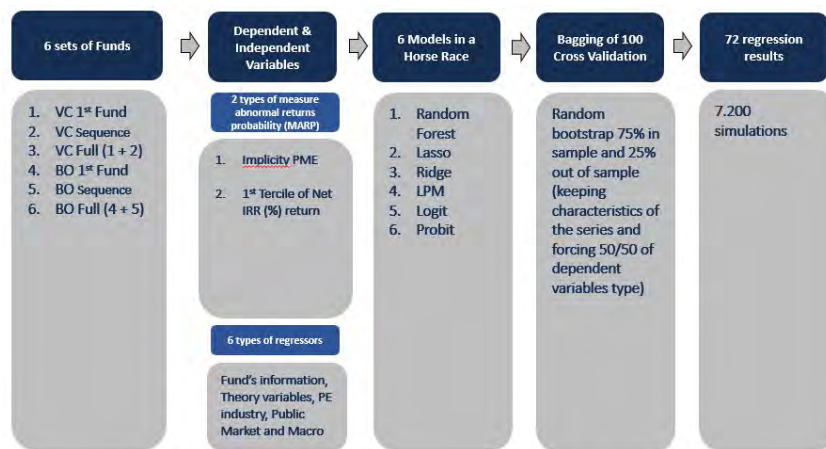 6 sets of Funds
1. VC 1st Fund
2. VC Sequence
3. VC Full (1 + 2)
4. BO 1st Fund
5. BO Sequence
6. BO Full (4 + 5)
Dependent &
Independent
Variables
2 types of measure
abnormal returns
probability (MARP)
1. Implicity PME
2. 1st Tercile of Net
IRR (%) return
6 types of regressors
Fund's information,
Theory variables, PE
industry, Public
Market and Macro
6 Models in a
Horse Race
1. Random
Forest
2. Lasso
3. Ridge
4. LPM
5. Logit
6. Probit
Bagging of 100
Cross Validation
Random
bootstrap 75% in
sample and 25%
out of sample
(keeping
characteristics of
the series and
forcing 50/50 of
dependent
variables type)
72 regression
results
7.200
simulations